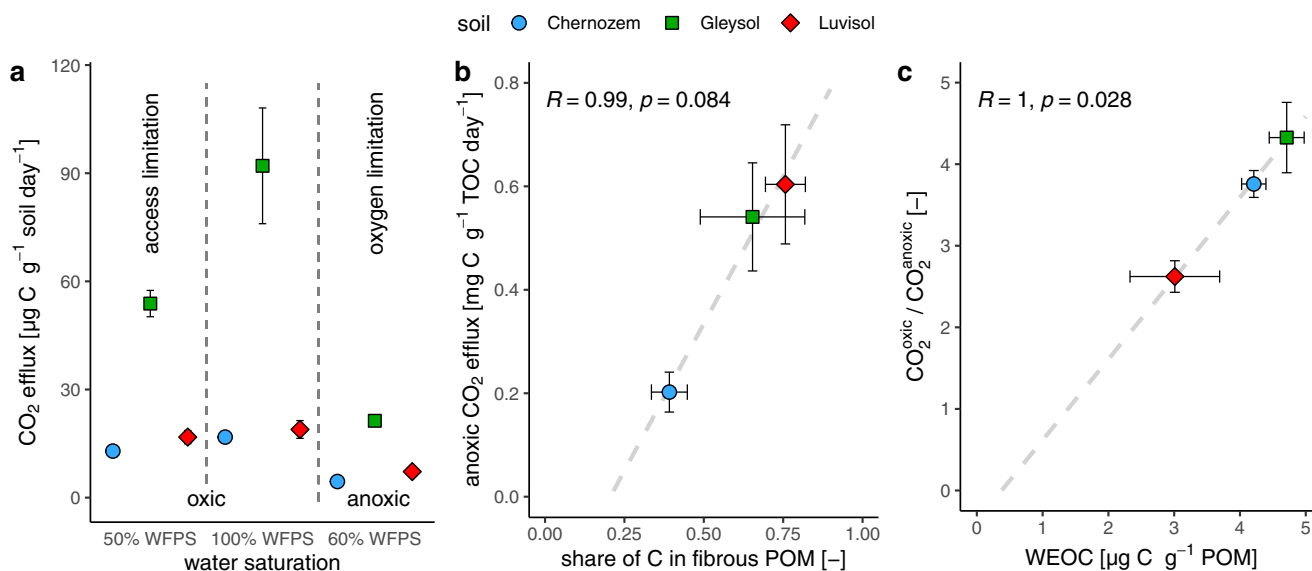 soil Chernozem Gleysol Luvisol
a
120
90
60
30
0
CO₂ efflux [µg C g⁻¹ soil day⁻¹]
access limitation
oxygen limitation
oxic
anoxic
50% WFPS 100% WFPS 60% WFPS
water saturation
b
R = 0.99, p = 0.084
0.8
0.6
0.4
0.2
0.0
anoxic CO₂ efflux [mg C g⁻¹ TOC day⁻¹]
0.00 0.25 0.50 0.75 1.00
share of C in fibrous POM [–]
c
R = 1, p = 0.028
5
4
3
2
1
0
CO₂ᵒˣⁱᶜ / CO₂ᵃⁿᵒˣⁱᶜ [–]
0 1 2 3 4 5
WEOC [µg C g⁻¹ POM]